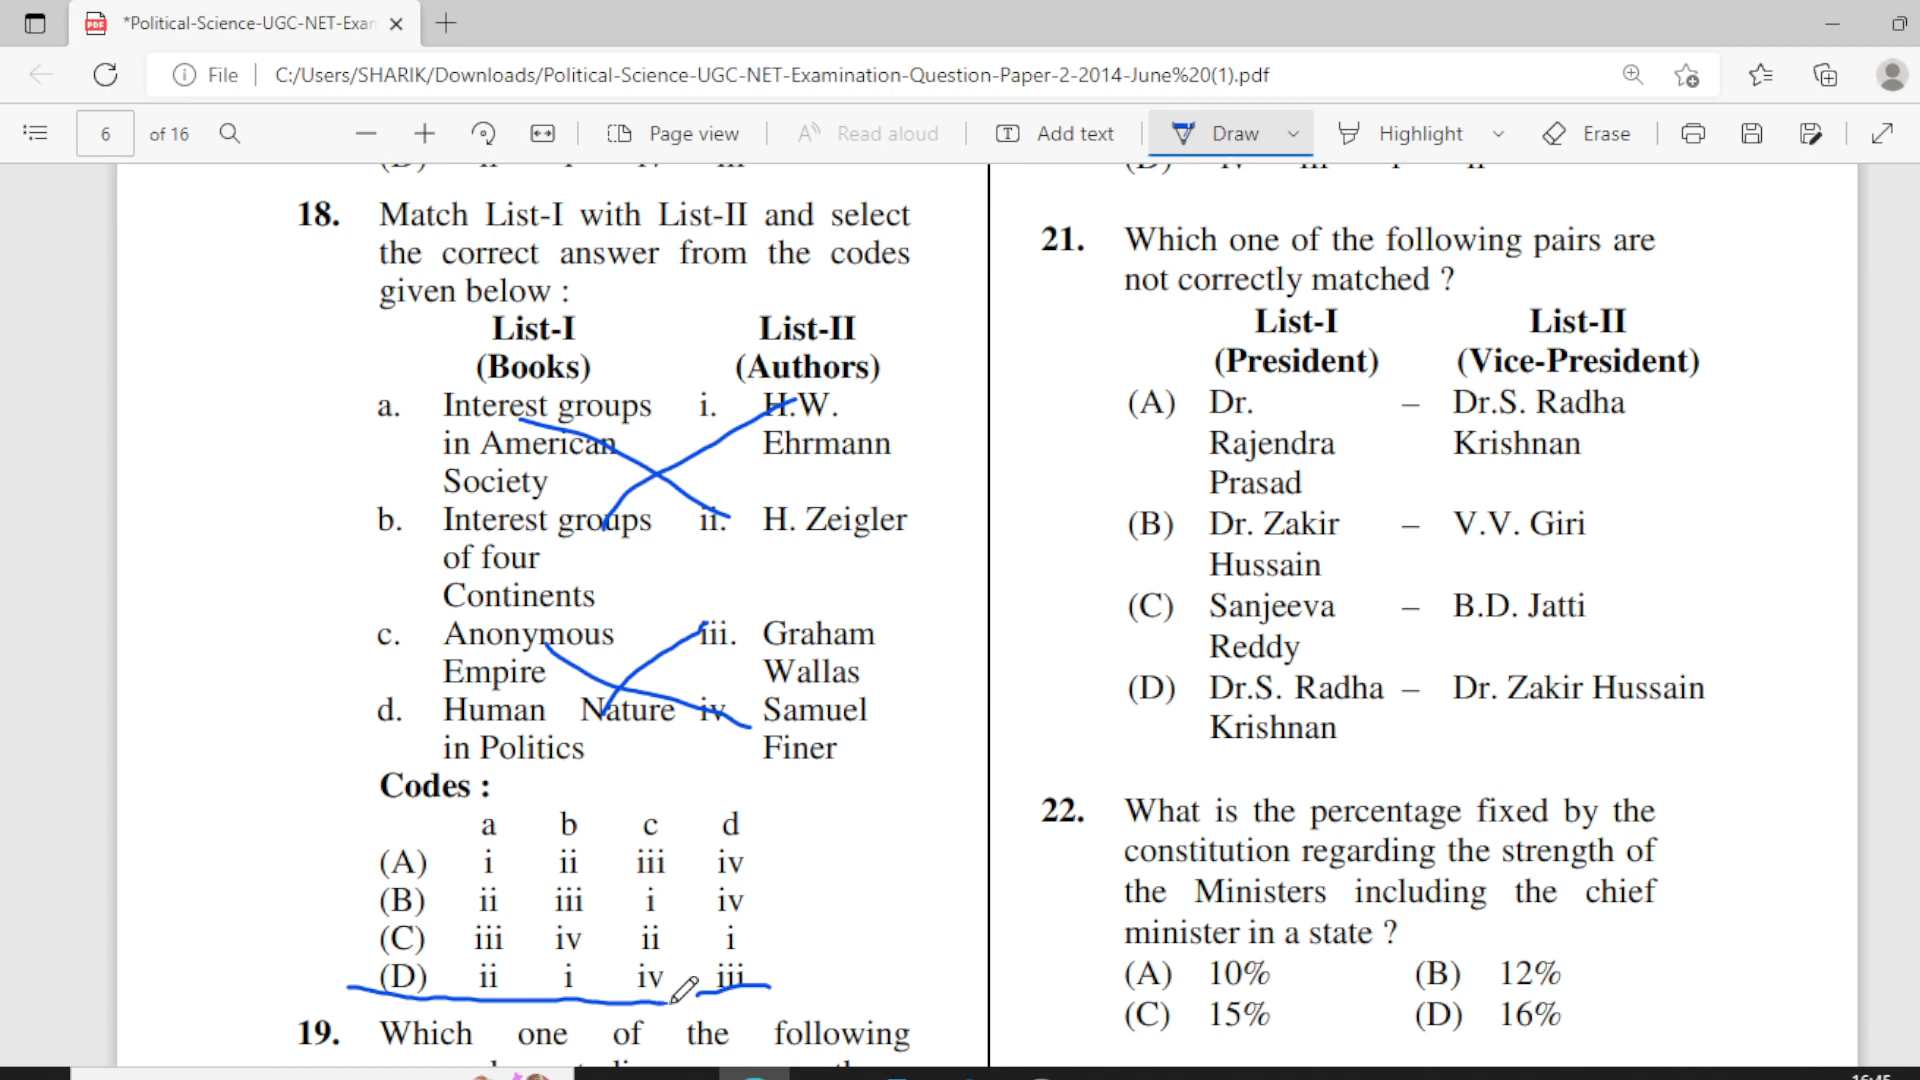 *Political-Science-UGC-NET-Exan
File
C:/Users/SHARIK/Downloads/Political-Science-UGC-NET-Examination-Question-Paper-2-2014-June%20(1).pdf
6 of 16
Page view
Read aloud
Add text
Draw
Highlight
Erase
18. Match List-I with List-II and select
the correct answer from the codes
given below :
List-I List-II
(Books) (Authors)
a. Interest groups i. H.W.
in American Ehrmann
Society
b. Interest groups ii. H. Zeigler
of four
Continents
c. Anonymous iii. Graham
Empire Wallas
d. Human Nature iv. Samuel
in Politics Finer
Codes :
a b c d
(A) i ii iii iv
(B) ii iii i iv
(C) iii iv ii i
(D) ii i iv iii
19. Which one of the following
21. Which one of the following pairs are
not correctly matched ?
List-I List-II
(President) (Vice-President)
(A) Dr. – Dr.S. Radha
Rajendra Krishnan
Prasad
(B) Dr. Zakir – V.V. Giri
Hussain
(C) Sanjeeva – B.D. Jatti
Reddy
(D) Dr.S. Radha – Dr. Zakir Hussain
Krishnan
22. What is the percentage fixed by the
constitution regarding the strength of
the Ministers including the chief
minister in a state ?
(A) 10% (B) 12%
(C) 15% (D) 16%